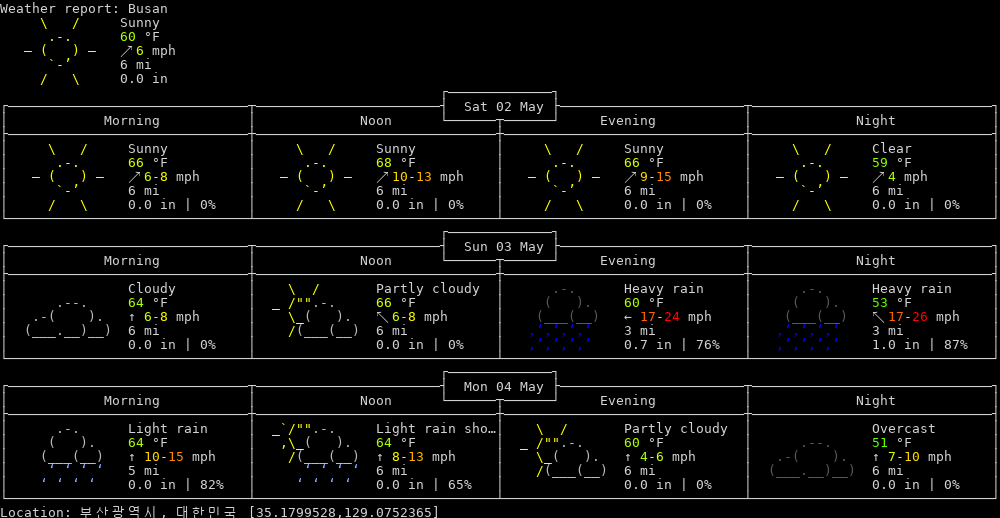 Weather report: Busan
Sunny
60 °F
↗6 mph
6 mi
0.0 in
Sat 02 May
Morning Noon Evening Night
Sunny Sunny Sunny Clear
66 °F 68 °F 66 °F 59 °F
↗6-8 mph ↗10-13 mph ↗9-15 mph ↗4 mph
6 mi 6 mi 6 mi 6 mi
0.0 in | 0% 0.0 in | 0% 0.0 in | 0% 0.0 in | 0%
Sun 03 May
Morning Noon Evening Night
Cloudy Partly cloudy Heavy rain Heavy rain
64 °F 66 °F 60 °F 53 °F
↑ 6-8 mph ↖6-8 mph ← 17-24 mph ↖17-26 mph
6 mi 6 mi 3 mi 3 mi
0.0 in | 0% 0.0 in | 0% 0.7 in | 76% 1.0 in | 87%
Mon 04 May
Morning Noon Evening Night
Light rain Light rain sho… Partly cloudy Overcast
64 °F 64 °F 60 °F 51 °F
↑ 10-15 mph ↑ 8-13 mph ↑ 4-6 mph ↑ 7-10 mph
5 mi 6 mi 6 mi 6 mi
0.0 in | 82% 0.0 in | 65% 0.0 in | 0% 0.0 in | 0%
Location: 부산광역시, 대한민국 [35.1799528,129.0752365]